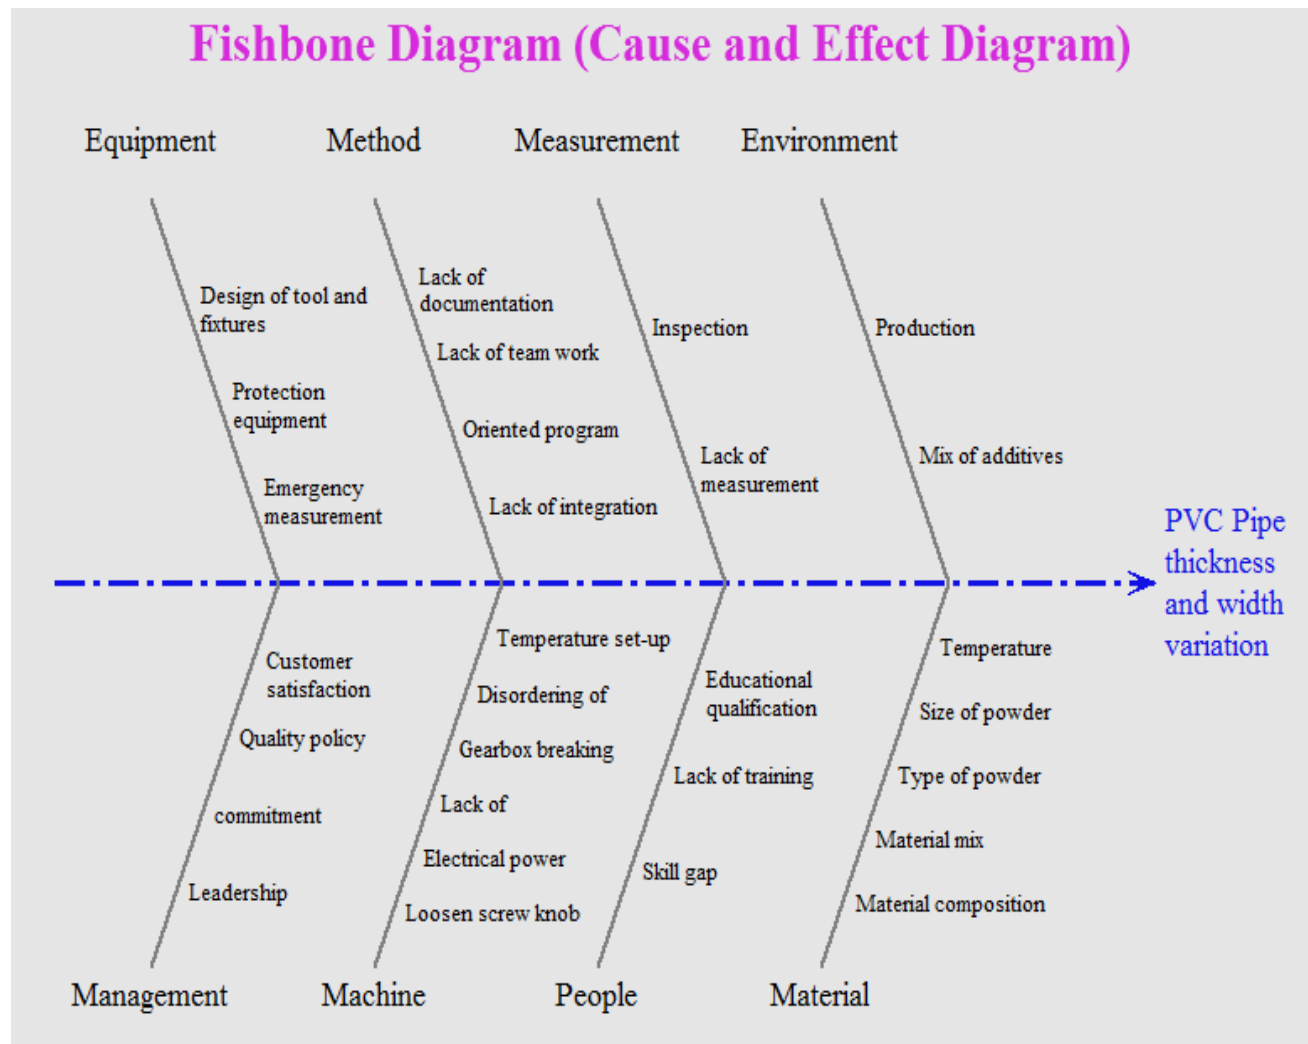 Fishbone Diagram (Cause and Effect Diagram)
Equipment
Method
Measurement
Environment
Design of tool and
fixtures
Protection
equipment
Emergency
measurement
Lack of
documentation
Lack of team work
Oriented program
Lack of integration
Inspection
Lack of
measurement
Production
Mix of additives
PVC Pipe
thickness
and width
variation
Customer
satisfaction
Quality policy
commitment
Leadership
Temperature set-up
Disordering of
Gearbox breaking
Lack of
Electrical power
Loosen screw knob
Educational
qualification
Lack of training
Skill gap
Temperature
Size of powder
Type of powder
Material mix
Material composition
Management
Machine
People
Material